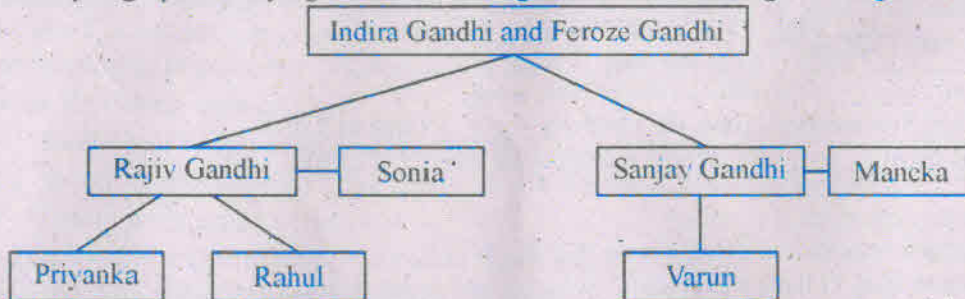 Indira Gandhi and Feroze Gandhi
Rajiv Gandhi Sonia Sanjay Gandhi Maneka
Priyanka Rahul Varun